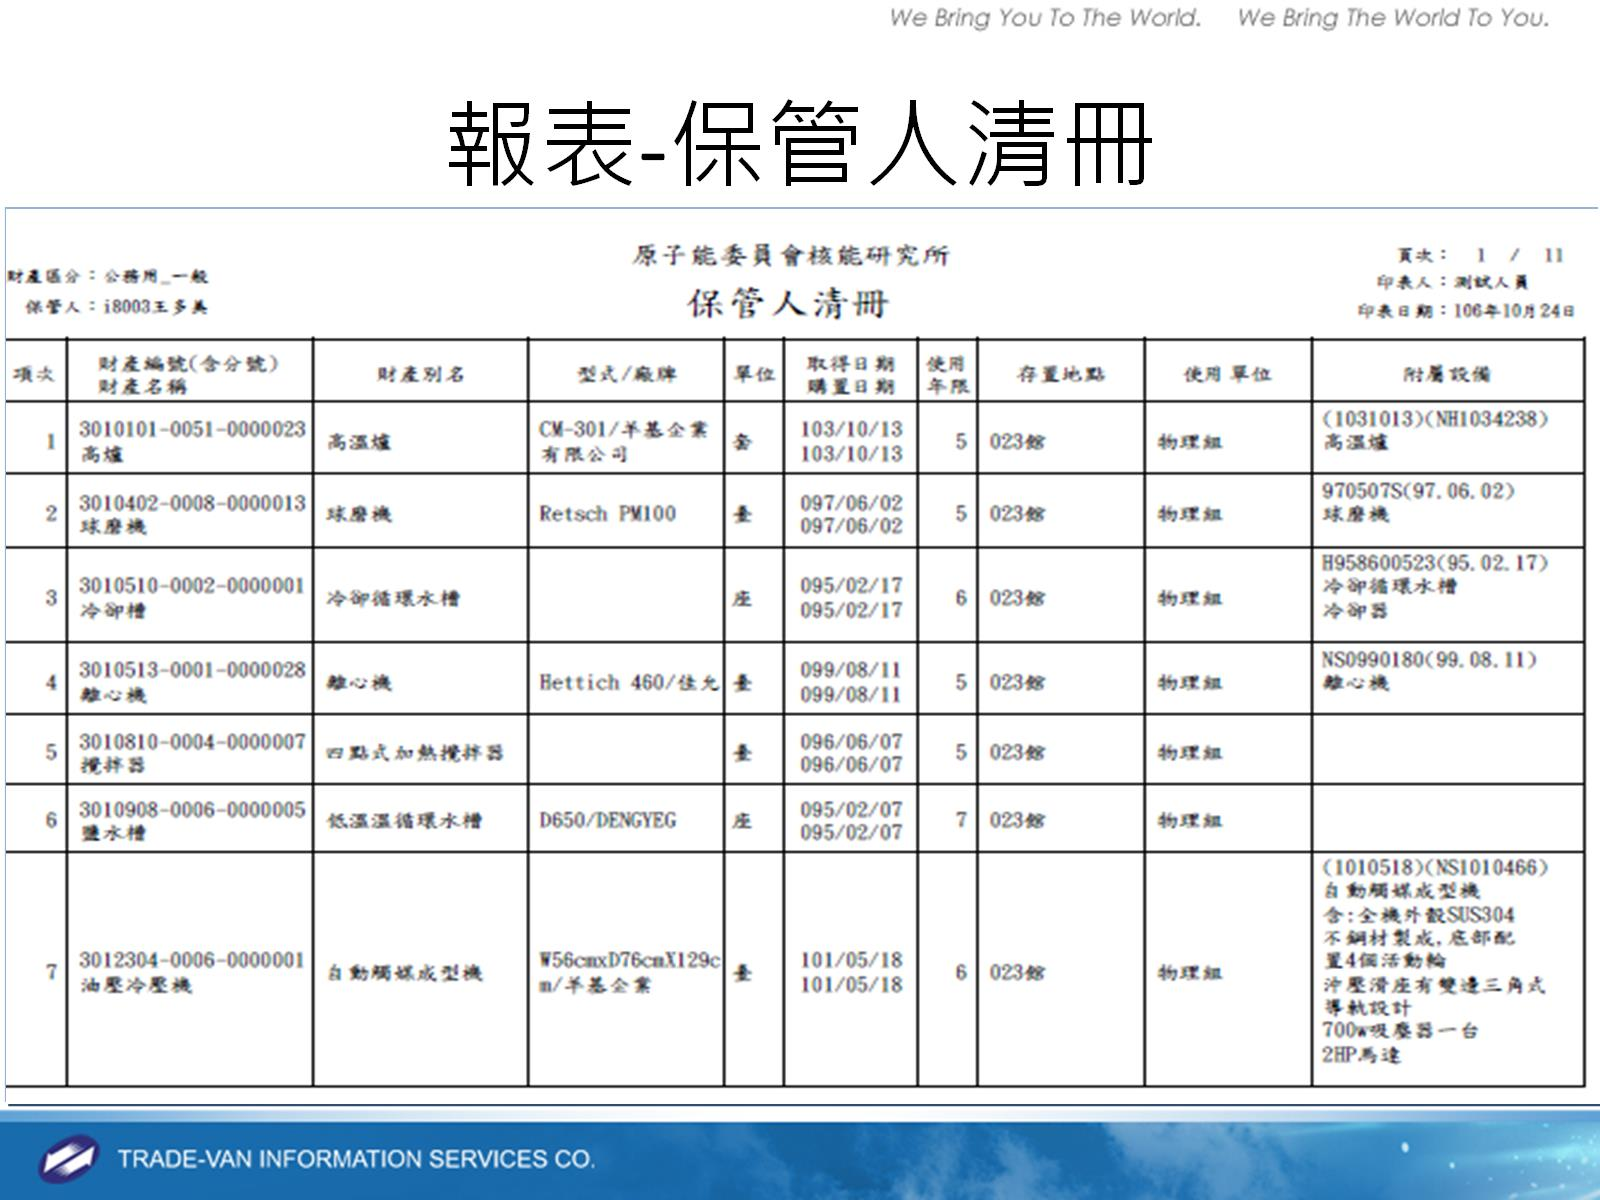 We Bring You To The World. We Bring The World To You.
報表-保管人清冊
原子能委員會核能研究所
保管人清冊
財產區分：公務用_一般
保管人：i8003王多美
頁次： 1 / 11
印表人：測試人員
印表日期：106年10月24日
項次 財產編號(含分號) 財產名稱 財產別名 型式/廠牌 單位 取得日期 購置日期 使用年限 存置地點 使用單位 附屬設備
1 3010101-0051-0000023 高溫爐 CM-301/羊基企業 套 103/10/13 5 023館 物理組 (1031013)(NH1034238)
高爐 有限公司 103/10/13 高溫爐
2 3010402-0008-0000013 球磨機 Retsch PM100 臺 097/06/02 5 023館 物理組 970507S(97.06.02)
球磨機 097/06/02 球磨機
3 3010510-0002-0000001 冷卻循環水槽 座 095/02/17 6 023館 物理組 H958600523(95.02.17)
冷卻槽 095/02/17 冷卻循環水槽
冷卻器
4 3010513-0001-0000028 離心機 Hettich 460/佳允 臺 099/08/11 5 023館 物理組 NS0990180(99.08.11)
離心機 099/08/11 離心機
5 3010810-0004-0000007 四點式加熱攪拌器 臺 096/06/07 5 023館 物理組
攪拌器 096/06/07
6 3010908-0006-0000005 低溫溫循環水槽 D650/DENGYEG 座 095/02/07 7 023館 物理組
鹽水槽 095/02/07
7 3012304-0006-0000001 自動觸媒成型機 W56cmxD76cmX129c 臺 101/05/18 6 023館 物理組 (1010518)(NS1010466)
油壓冷壓機 m/羊基企業 101/05/18 自動觸媒成型機
含:全機外殼SUS304
不鋼材製成,底部配
置4個活動輪
沖壓滑座有雙邊三角式
導軌設計
700w吸塵器一台
2HP馬達
TRADE-VAN INFORMATION SERVICES CO.